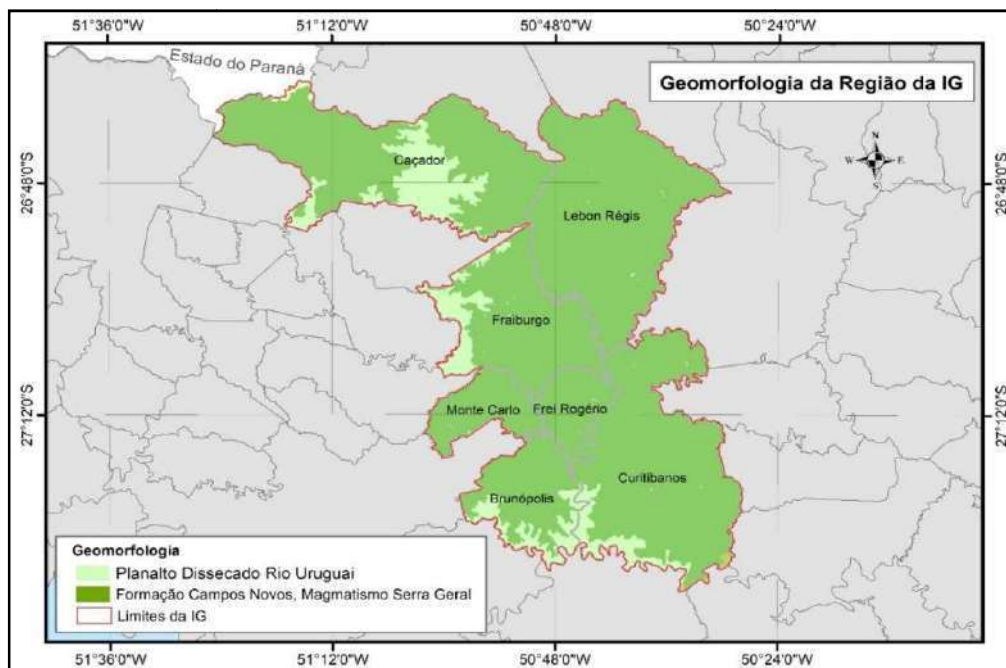 51°36'0"W 51°12'0"W 50°48'0"W 50°24'0"W
Estado do Paraná
Geomorfologia da Região da IG
N
W E
S
26°48'0"S 26°48'0"S
Caçador
Lebon Régis
Fraiburgo
Monte Carlo Frei Rogério
27°12'0"S 27°12'0"S
Curitibanos
Brunópolis
Geomorfologia
Planalto Dissecado Rio Uruguai
Formação Campos Novos, Magmatismo Serra Geral
Limites da IG
51°36'0"W 51°12'0"W 50°48'0"W 50°24'0"W